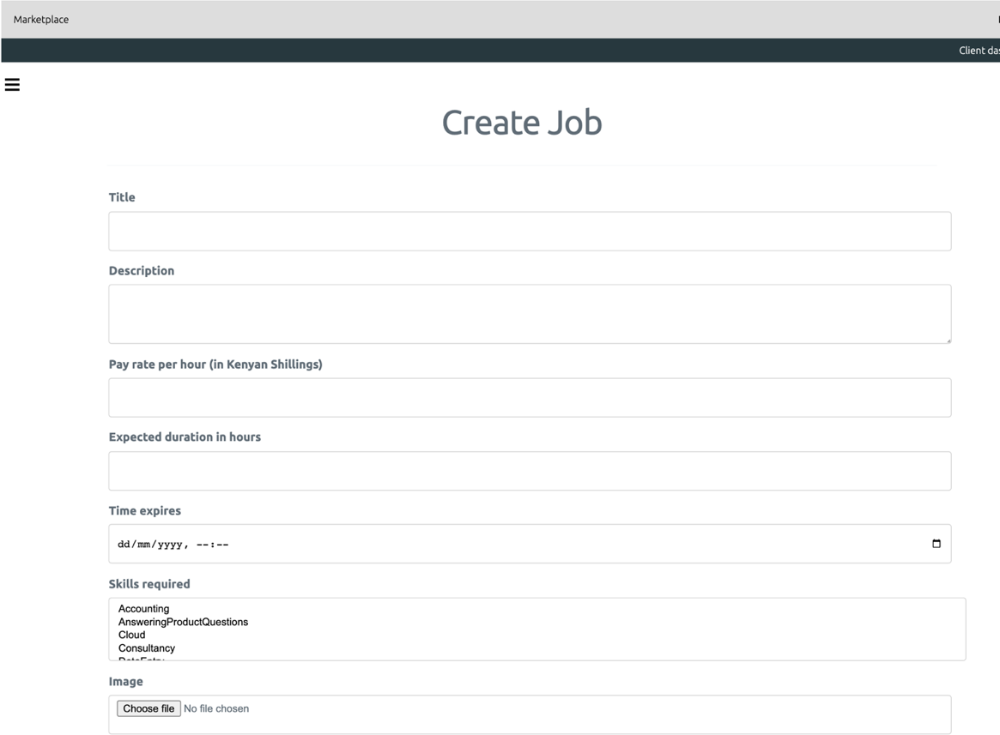 Marketplace
Client das
Create Job
Title
Description
Pay rate per hour (in Kenyan Shillings)
Expected duration in hours
Time expires
dd/mm/yyyy, --:--
Skills required
Accounting
AnsweringProductQuestions
Cloud
Consultancy
DataEntry
Image
Choose file No file chosen